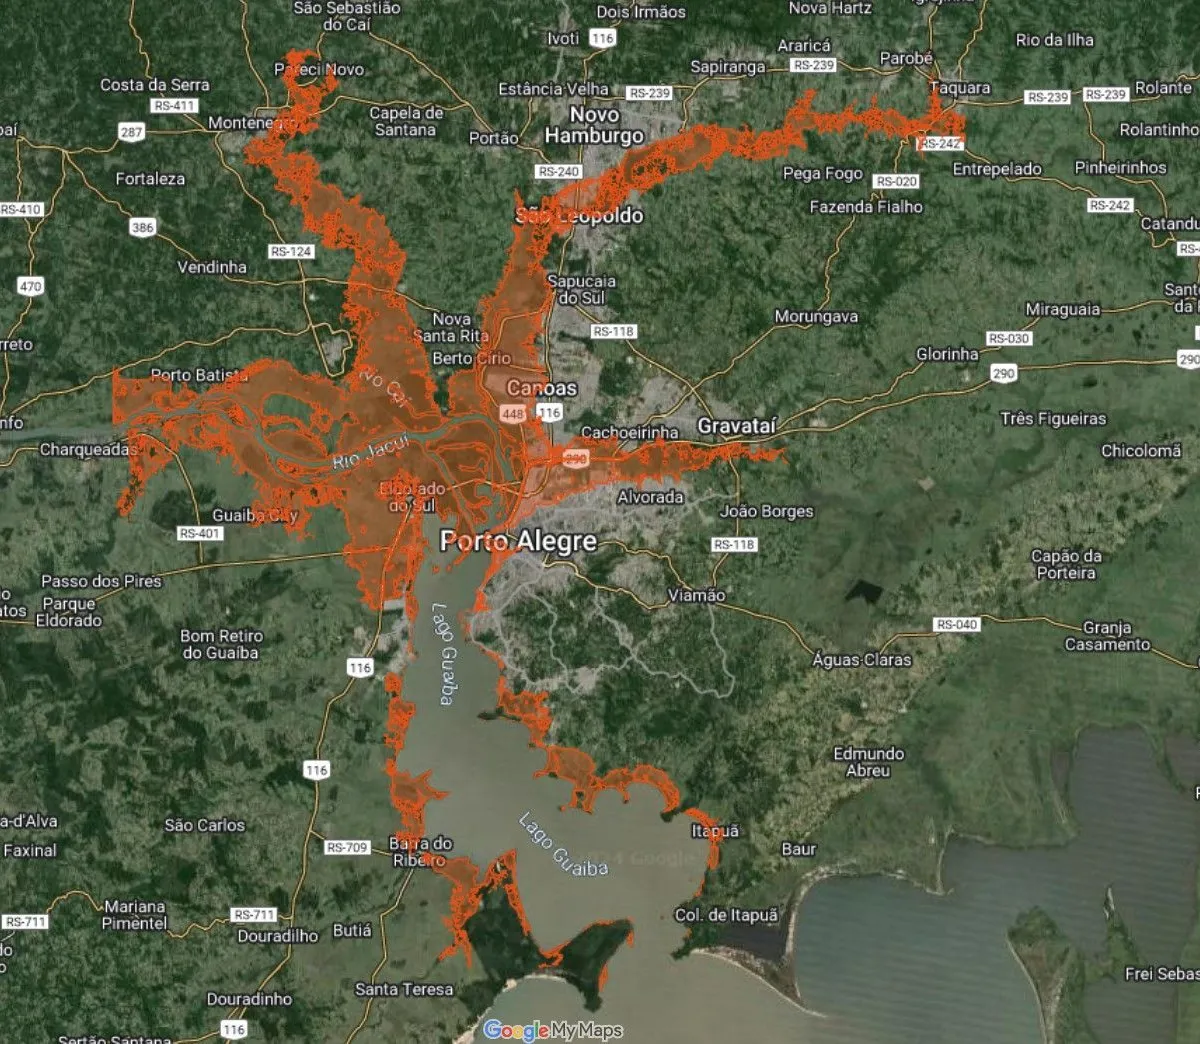 São Sebastião
do Caí
Dois Irmãos
Nova Hartz
Ivoti
116
Araricá
RS-239
Parobé
Rio da Ilha
Sapiranga
Pareci Novo
Costa da Serra
RS-411
Estância Velha
RS-239
Taquara
RS-239
RS-239
Rolante
Montenegro
287
Capela de
Santana
Novo
Hamburgo
Portão
RS-242
Rolantinho
Fortaleza
RS-240
Pega Fogo
RS-020
Entrepelado
Pinheirinhos
RS-410
São Leopoldo
Fazenda Fialho
RS-242
386
RS-124
Vendinha
470
Sapucaia
do Sul
Nova
Santa Rita
RS-118
Morungava
Miraguaia
RS-030
Berto Círio
Glorinha
290
290
Porto Batista
Rio Caí
Canoas
448
116
Charqueadas
Rio Jacuí
Cachoeirinha
Gravataí
Três Figueiras
290
Chicolomã
Eldorado
do Sul
Alvorada
Guaiba City
João Borges
RS-401
Porto Alegre
RS-118
Passo dos Pires
Capão da
Porteira
Parque
Eldorado
Viamão
Bom Retiro
do Guaíba
Lago Guaíba
RS-040
Granja
Casamento
116
Águas Claras
116
Edmundo
Abreu
São Carlos
Faxinal
RS-709
Barra do
Ribeiro
Lago Guaíba
Google
Itapuã
Baur
Mariana
Pimentel
RS-711
RS-711
Douradilho
Butiá
Col. de Itapuã
Santa Teresa
Douradinho
116
Google My Maps
Sertão Santana